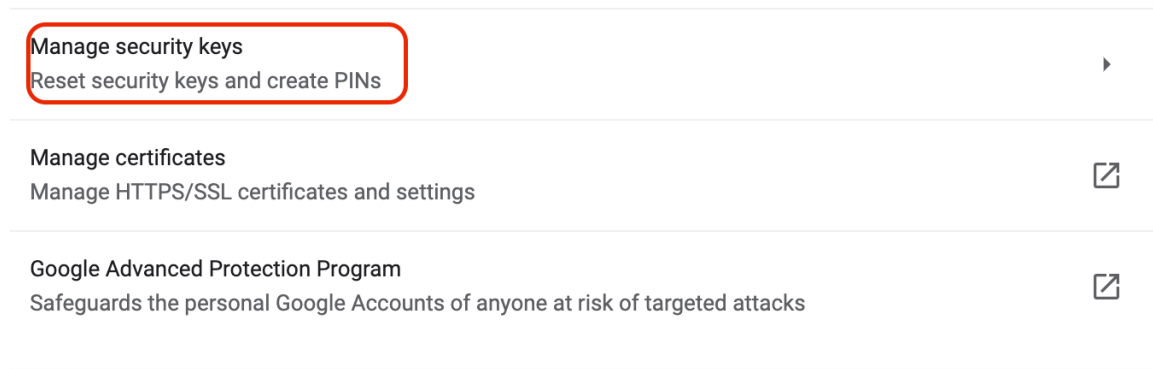 Manage security keys
Reset security keys and create PINs
Manage certificates
Manage HTTPS/SSL certificates and settings
Google Advanced Protection Program
Safeguards the personal Google Accounts of anyone at risk of targeted attacks